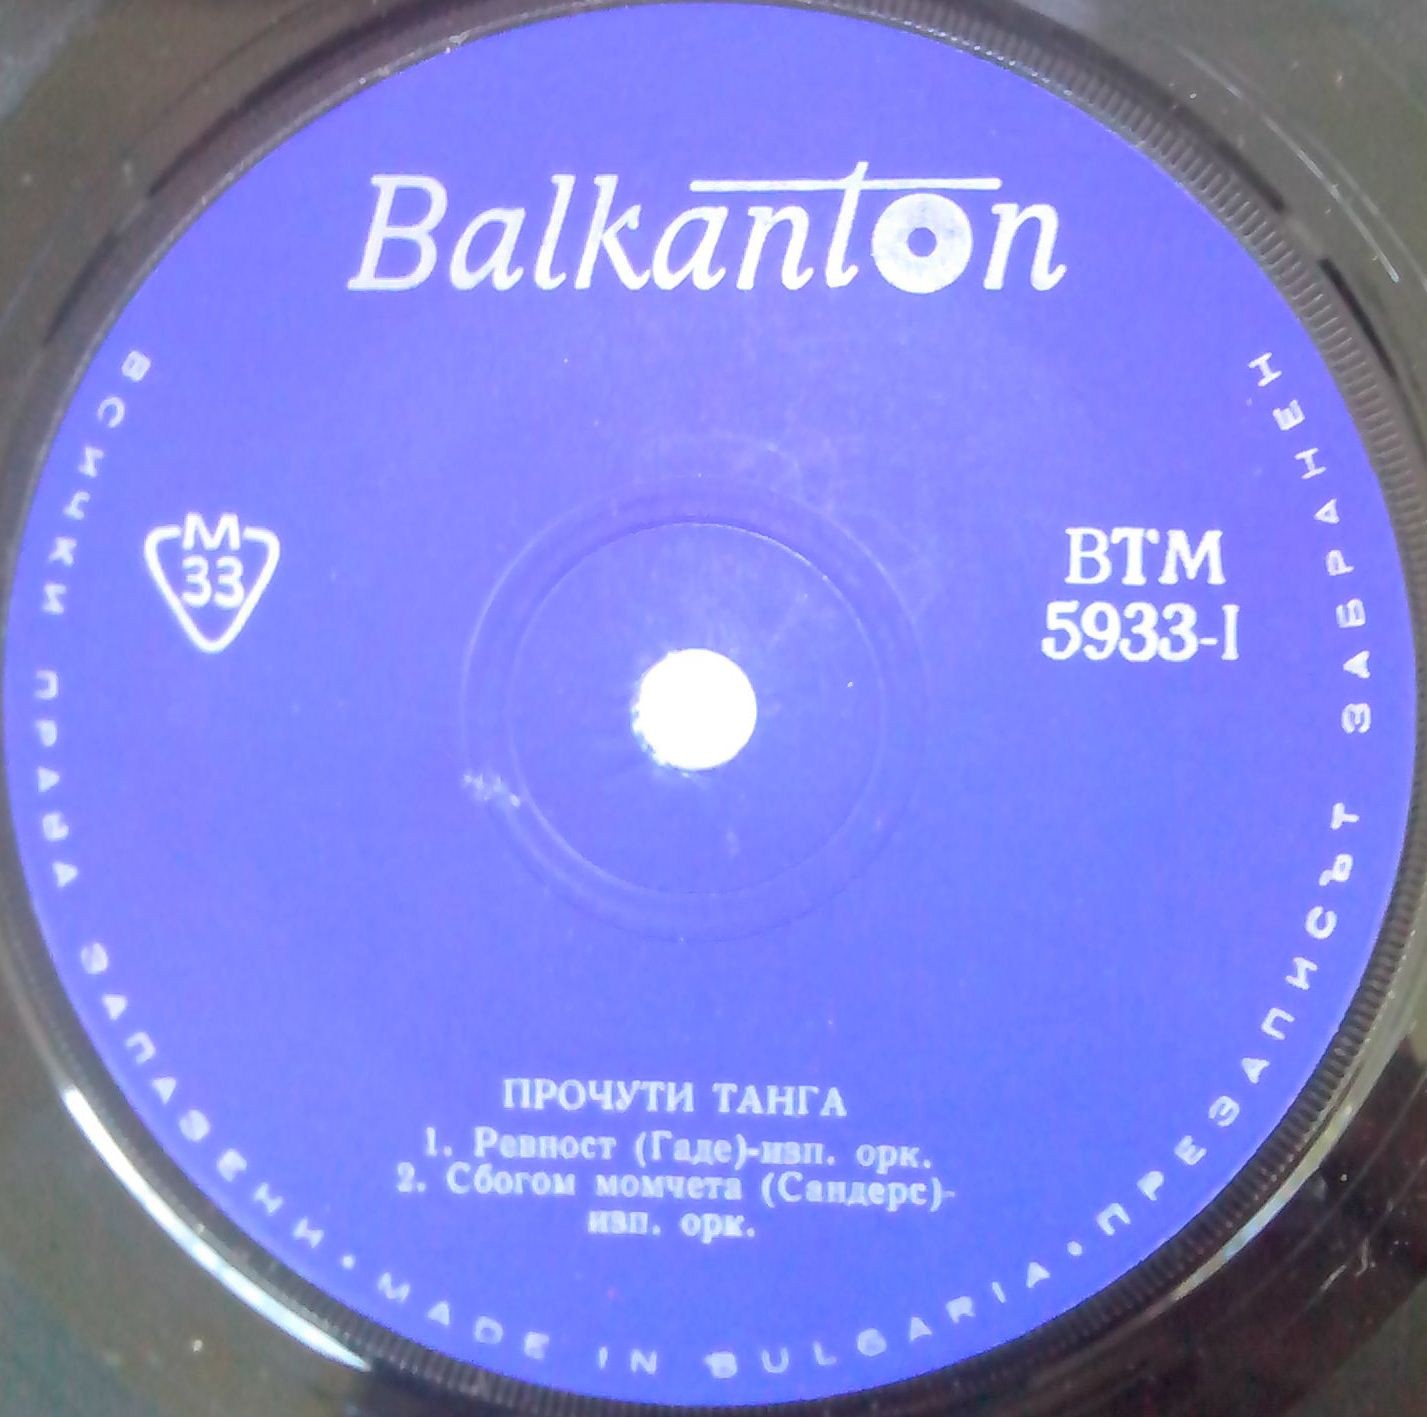 Balkanton
М
33
ВТМ
5933-I
ПРОЧУТИ ТАНГА
1. Ревност (Гаде)-изп. орк.
2. Сбогом момчета (Сандерс)-
изп. орк.
ВСИЧКИ ПРАВА ЗАПАЗЕНИ • MADE IN BULGARIA • ПРЕЗАПИСЪТ ЗАБРАНЕН